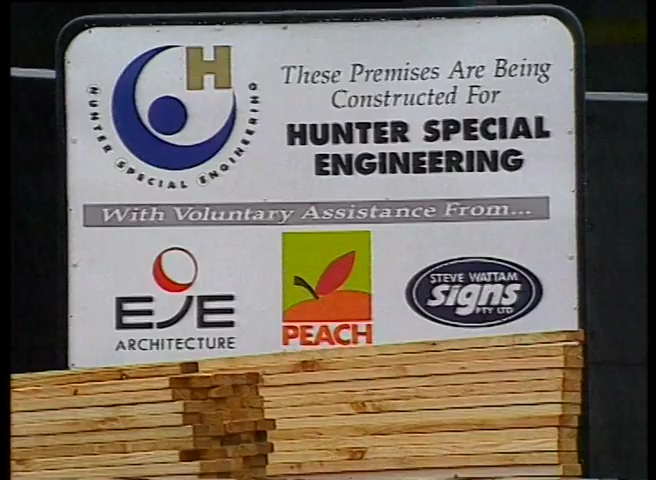 H
HUNTER SPECIAL ENGINEERING
These Premises Are Being
Constructed For
HUNTER SPECIAL
ENGINEERING
With Voluntary Assistance From...
EJE
ARCHITECTURE
PEACH
STEVE WATTAM
signs
PTY LTD